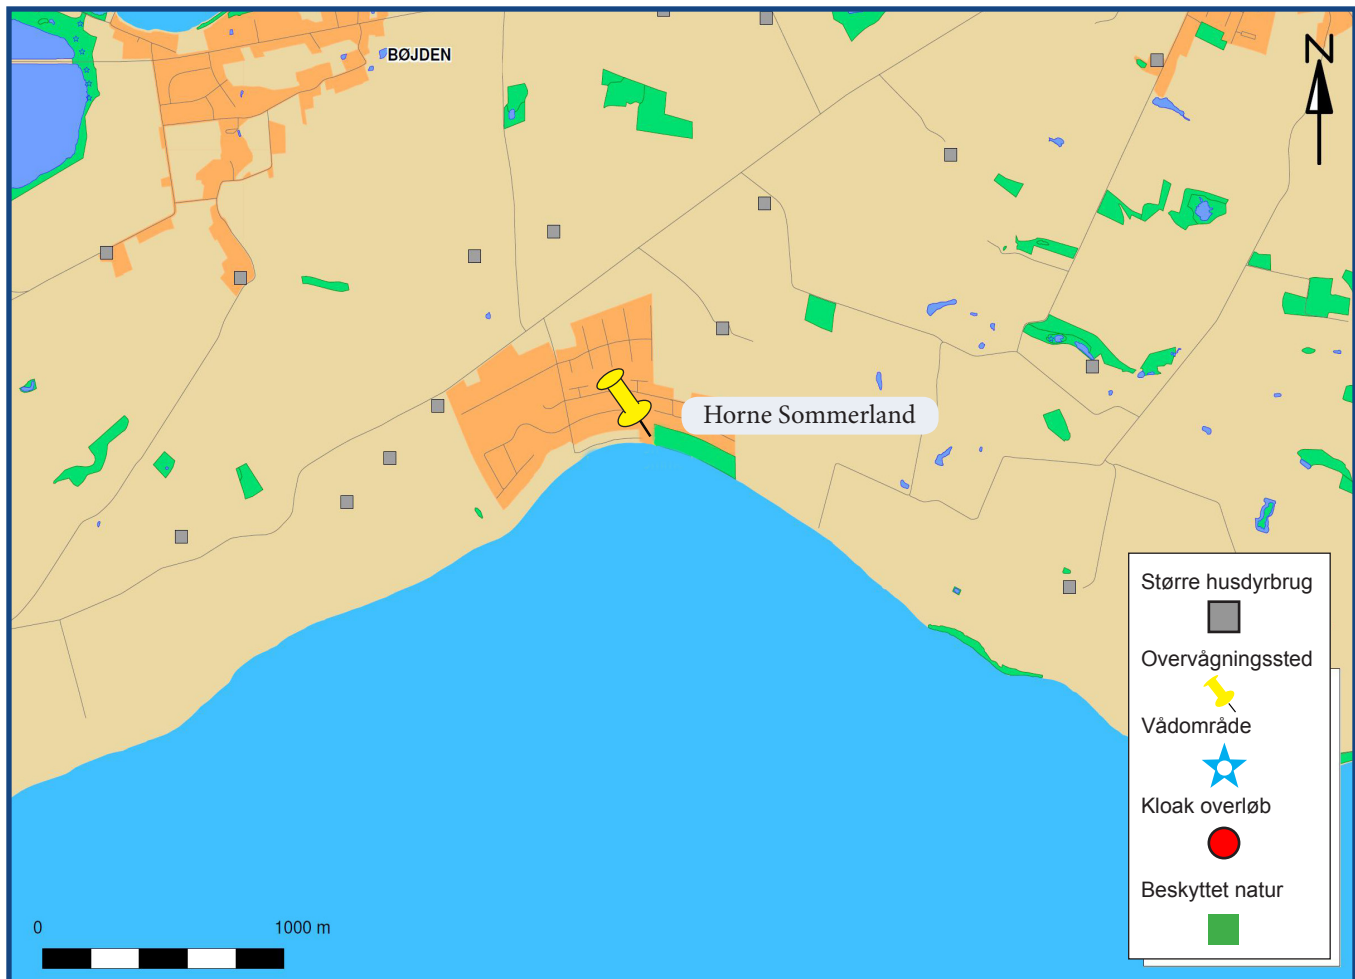 BØJDEN
N
Horne Sommerland
Større husdyrbrug
Overvågningssted
Vådområde
Kloak overløb
Beskyttet natur
0 1000 m